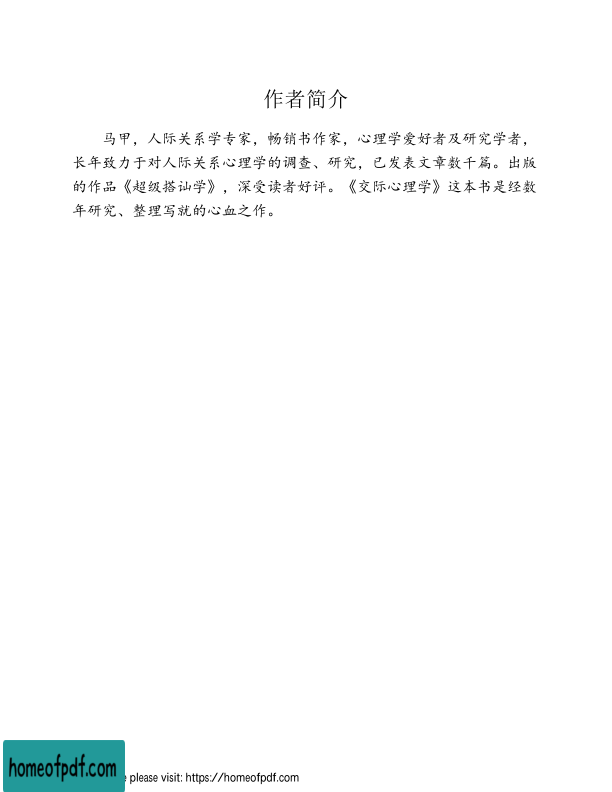 作者简介
马甲，人际关系学专家，畅销书作家，心理学爱好者及研究学者，
长年致力于对人际关系心理学的调查、研究，已发表文章数千篇。出版
的作品《超级搭讪学》，深受读者好评。《交际心理学》这本书是经数
年研究、整理写就的心血之作。
homeofpdf.com
please visit: https://homeofpdf.com